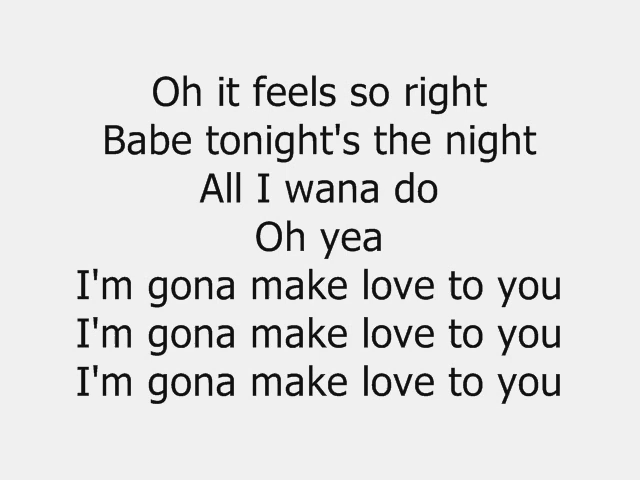 Oh it feels so right
Babe tonight's the night
All I wana do
Oh yea
I'm gona make love to you
I'm gona make love to you
I'm gona make love to you